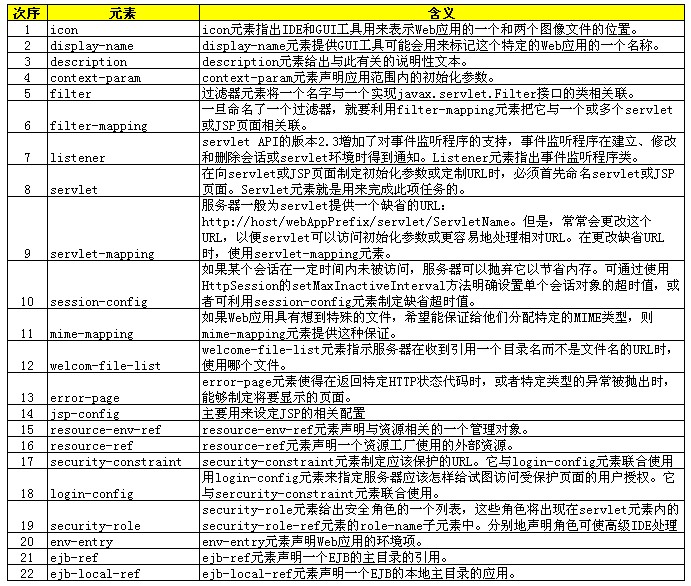 次序 元素 含义
1 icon icon元素指出IDE和GUI工具用来表示Web应用的一个和两个图像文件的位置。
2 display-name display-name元素提供GUI工具可能会用来标记这个特定的Web应用的一个名称。
3 description description元素给出与此有关的说明性文本。
4 context-param context-param元素声明应用范围内的初始化参数。
5 filter 过滤器元素将一个名字与一个实现javax.servlet.Filter接口的类相关联。
一旦命名了一个过滤器，就要利用filter-mapping元素把它与一个或多个servlet
6 filter-mapping 或JSP页面相关联。
servlet API的版本2.3增加了对事件监听程序的支持，事件监听程序在建立、修改
7 listener 和删除会话或servlet环境时得到通知。Listener元素指出事件监听程序类。
在向servlet或JSP页面制定初始化参数或定制URL时，必须首先命名servlet或JSP
8 servlet 页面。Servlet元素就是用来完成此项任务的。
服务器一般为servlet提供一个缺省的URL：
http://host/webAppPrefix/servlet/ServletName。但是，常常会更改这个
URL，以便servlet可以访问初始化参数或更容易地处理相对URL。在更改缺省URL
9 servlet-mapping 时，使用servlet-mapping元素。
如果某个会话在一定时间内未被访问，服务器可以抛弃它以节省内存。可通过使用
HttpSession的setMaxInactiveInterval方法明确设置单个会话对象的超时值，或
10 session-config 者可利用session-config元素制定缺省超时值。
如果Web应用具有想到特殊的文件，希望能保证给他们分配特定的MIME类型，则
11 mime-mapping mime-mapping元素提供这种保证。
welcome-file-list元素指示服务器在收到引用一个目录名而不是文件名的URL时，
12 welcom-file-list 使用哪个文件。
error-page元素使得在返回特定HTTP状态代码时，或者特定类型的异常被抛出时，
13 error-page 能够制定将要显示的页面。
14 jsp-config 主要用来设定JSP的相关配置
15 resource-env-ref resource-env-ref元素声明与资源相关的一个管理对象。
16 resource-ref resource-ref元素声明一个资源工厂使用的外部资源。
17 security-constraint security-constraint元素制定应该保护的URL。它与login-config元素联合使用
用login-config元素来指定服务器应该怎样给试图访问受保护页面的用户授权。它
18 login-config 与sercurity-constraint元素联合使用。
security-role元素给出安全角色的一个列表，这些角色将出现在servlet元素内的
19 security-role security-role-ref元素的role-name子元素中。分别地声明角色可使高级IDE处理
20 env-entry env-entry元素声明Web应用的环境项。
21 ejb-ref ejb-ref元素声明一个EJB的主目录的引用。
22 ejb-local-ref ejb-local-ref元素声明一个EJB的本地主目录的应用。